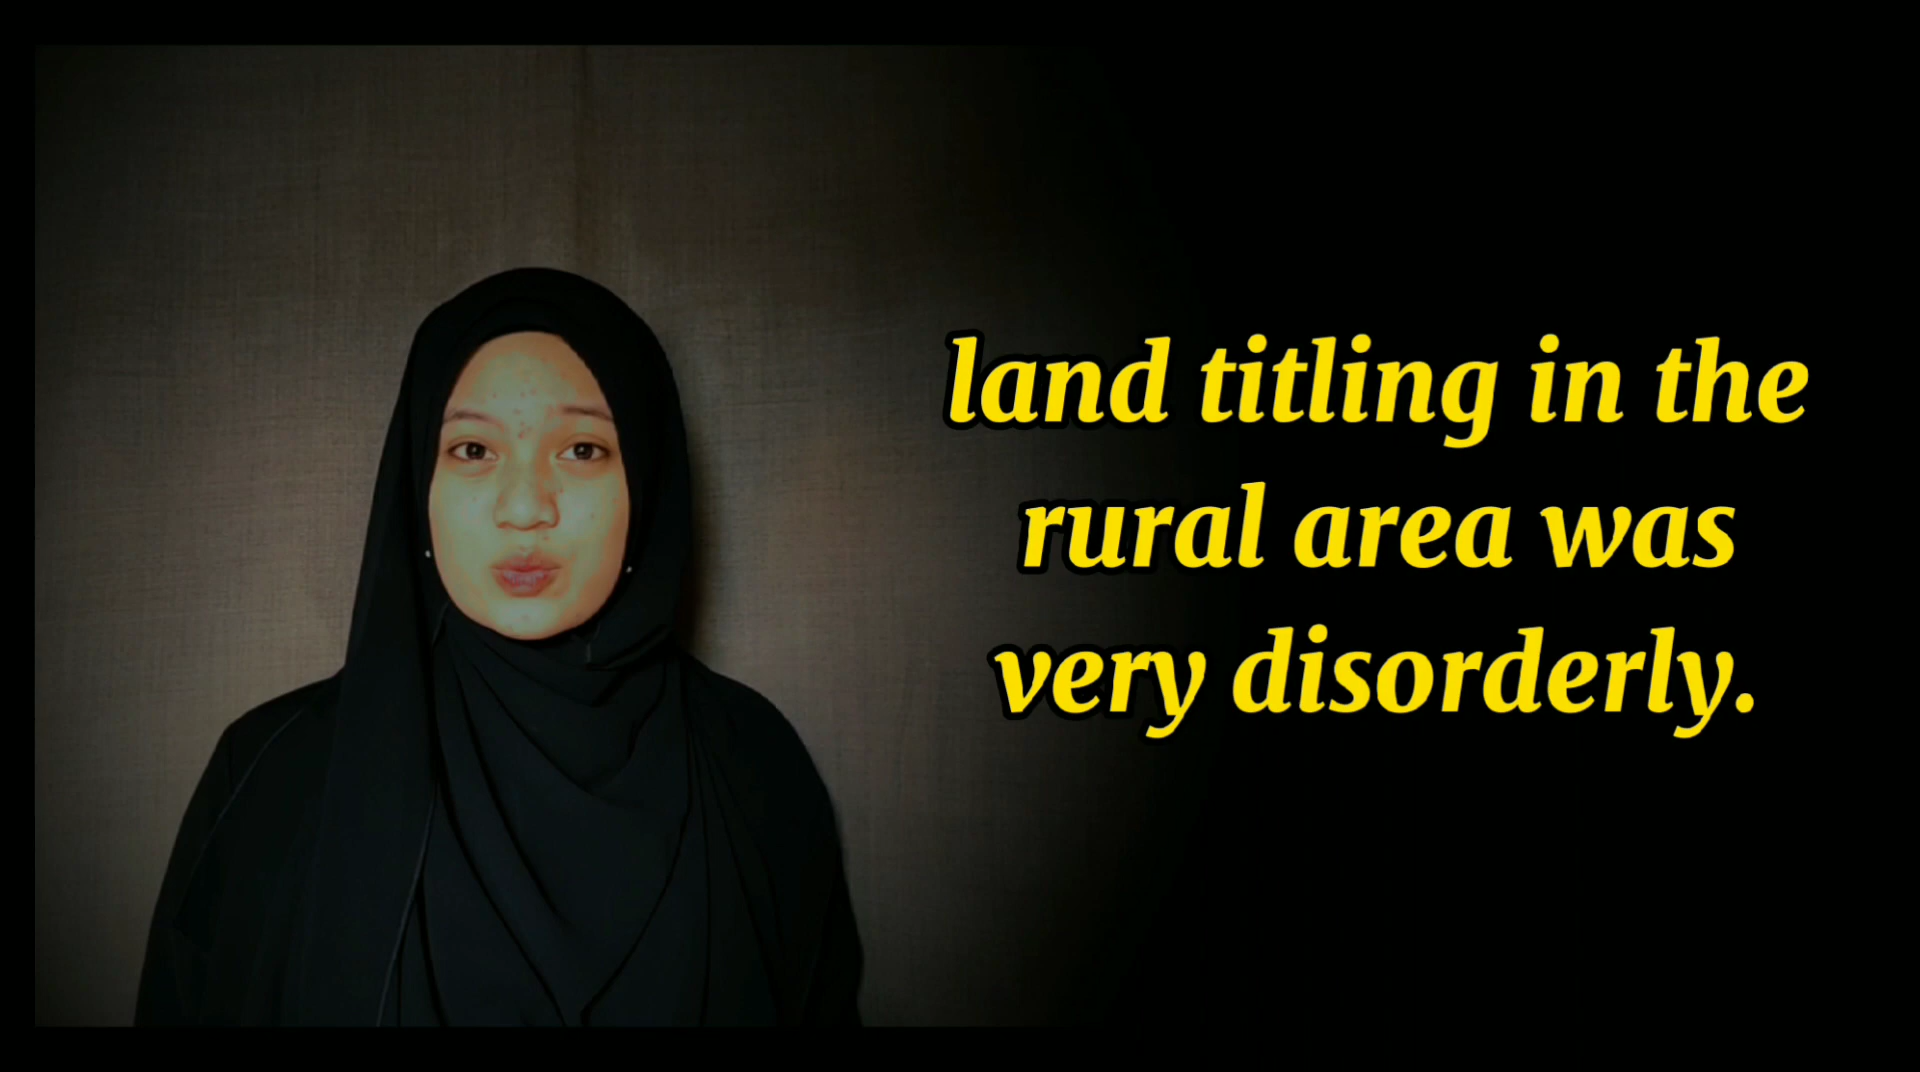 land titling in the
rural area was
very disorderly.